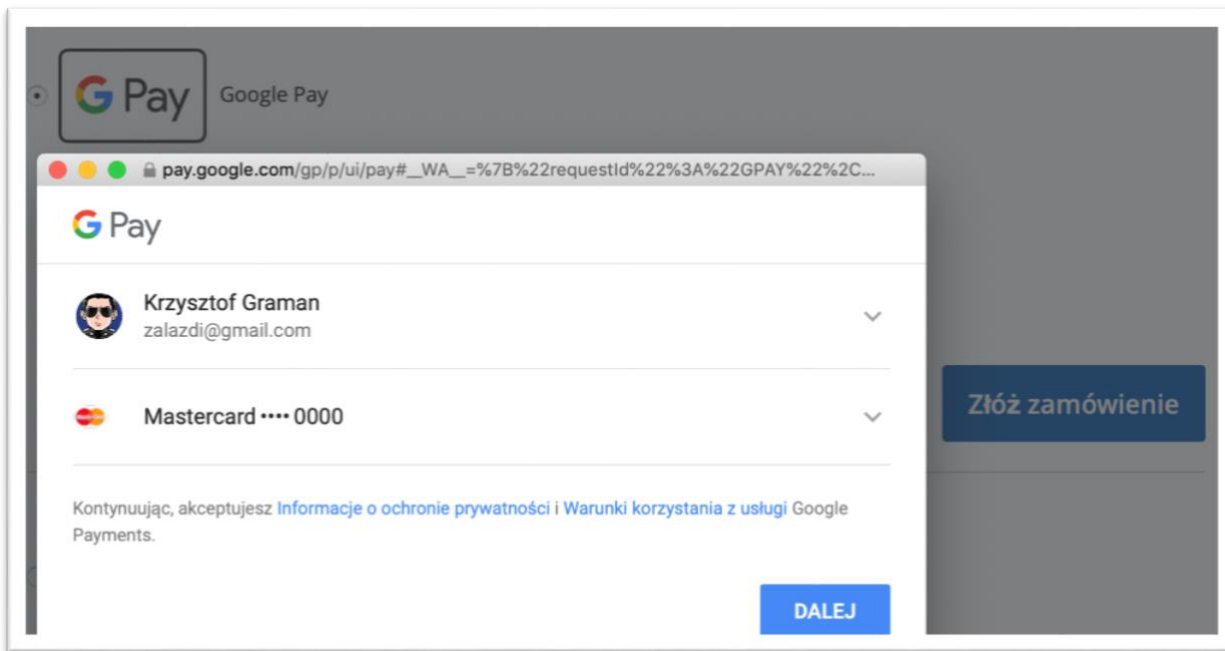 G Pay Google Pay
pay.google.com/gp/p/ui/pay#__WA__=%7B%22requestId%22%3A%22GPAY%22%2C...
G Pay
Krzysztof Graman
zalazdi@gmail.com
Mastercard •••• 0000
Złóż zamówienie
Kontynuując, akceptujesz Informacje o ochronie prywatności i Warunki korzystania z usługi Google
Payments.
DALEJ